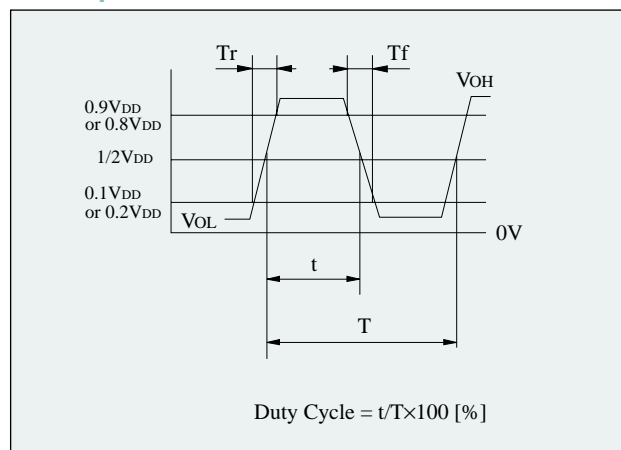 Tr
Tf
VOH
0.9VDD
or 0.8VDD
1/2VDD
0.1VDD
or 0.2VDD
VOL
0V
t
T
Duty Cycle = t/T×100 [%]